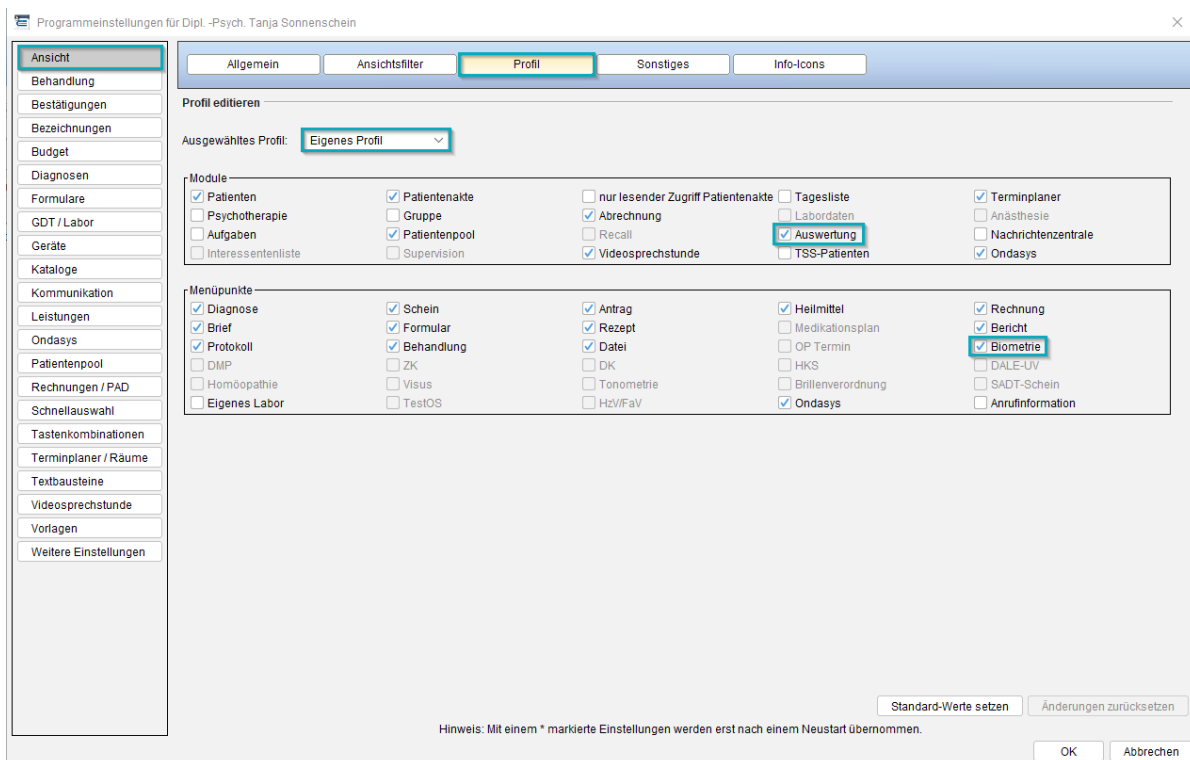 Programmeinstellungen für Dipl. -Psych. Tanja Sonnenschein
Ansicht
Behandlung
Bestätigungen
Bezeichnungen
Budget
Diagnosen
Formulare
GDT / Labor
Geräte
Kataloge
Kommunikation
Leistungen
Ondasys
Patientenpool
Rechnungen / PAD
Schnellauswahl
Tastenkombinationen
Terminplaner / Räume
Textbausteine
Videosprechstunde
Vorlagen
Weitere Einstellungen
Allgemein Ansichtsfilter Profil Sonstiges Info-Icons
Profil editieren
Ausgewähltes Profil: Eigenes Profil
Module
Patienten Patientenakte nur lesender Zugriff Patientenakte Tagesliste Terminplaner
Psychotherapie Gruppe Abrechnung Labordaten Anästhesie
Aufgaben Patientenpool Recall Auswertung Nachrichtenzentrale
Interessentenliste Supervision Videosprechstunde TSS-Patienten Ondasys
Menüpunkte
Diagnose Schein Antrag Heilmittel Rechnung
Brief Formular Rezept Medikationsplan Bericht
Protokoll Behandlung Datei OP Termin Biometrie
DMP ZK DK HKS DALE-UV
Homöopathie Visus Tonometrie Brillenverordnung SADT-Schein
Eigenes Labor TestOS HzV/FaV Ondasys Anrufinformation
Standard-Werte setzen Änderungen zurücksetzen
Hinweis: Mit einem * markierte Einstellungen werden erst nach einem Neustart übernommen.
OK Abbrechen